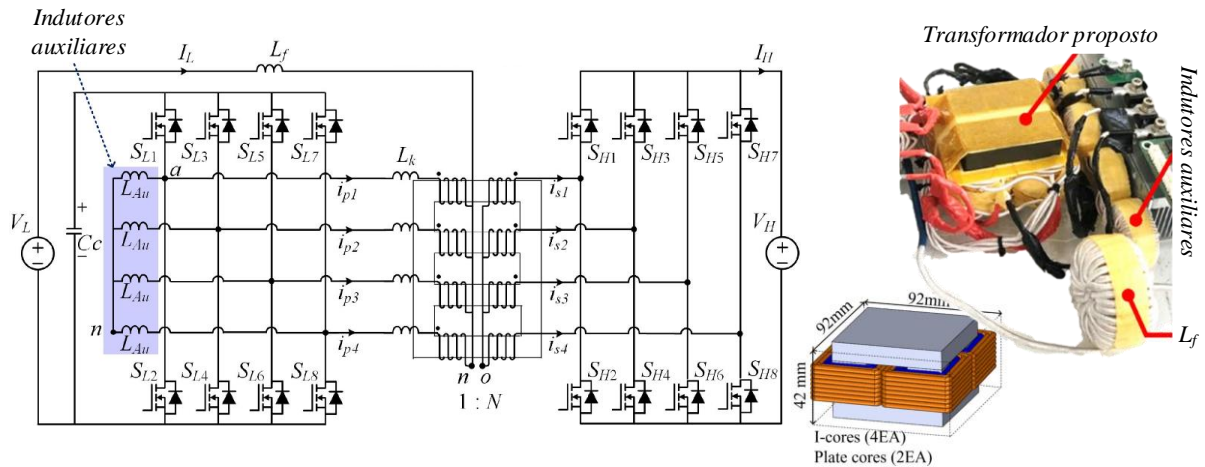 Indutores
auxiliares
I_L
L_f
I_H
S_L1
S_L3
S_L5
S_L7
S_H1
S_H3
S_H5
S_H7
L_Au
a
i_p1
L_k
i_s1
V_L
+
Cc
−
L_Au
i_p2
i_s2
V_H
L_Au
i_p3
i_s3
n
L_Au
i_p4
i_s4
S_L2
S_L4
S_L6
S_L8
n
o
1 : N
S_H2
S_H4
S_H6
S_H8
Transformador proposto
Indutores auxiliares
L_f
92mm
92mm
42 mm
I-cores (4EA)
Plate cores (2EA)